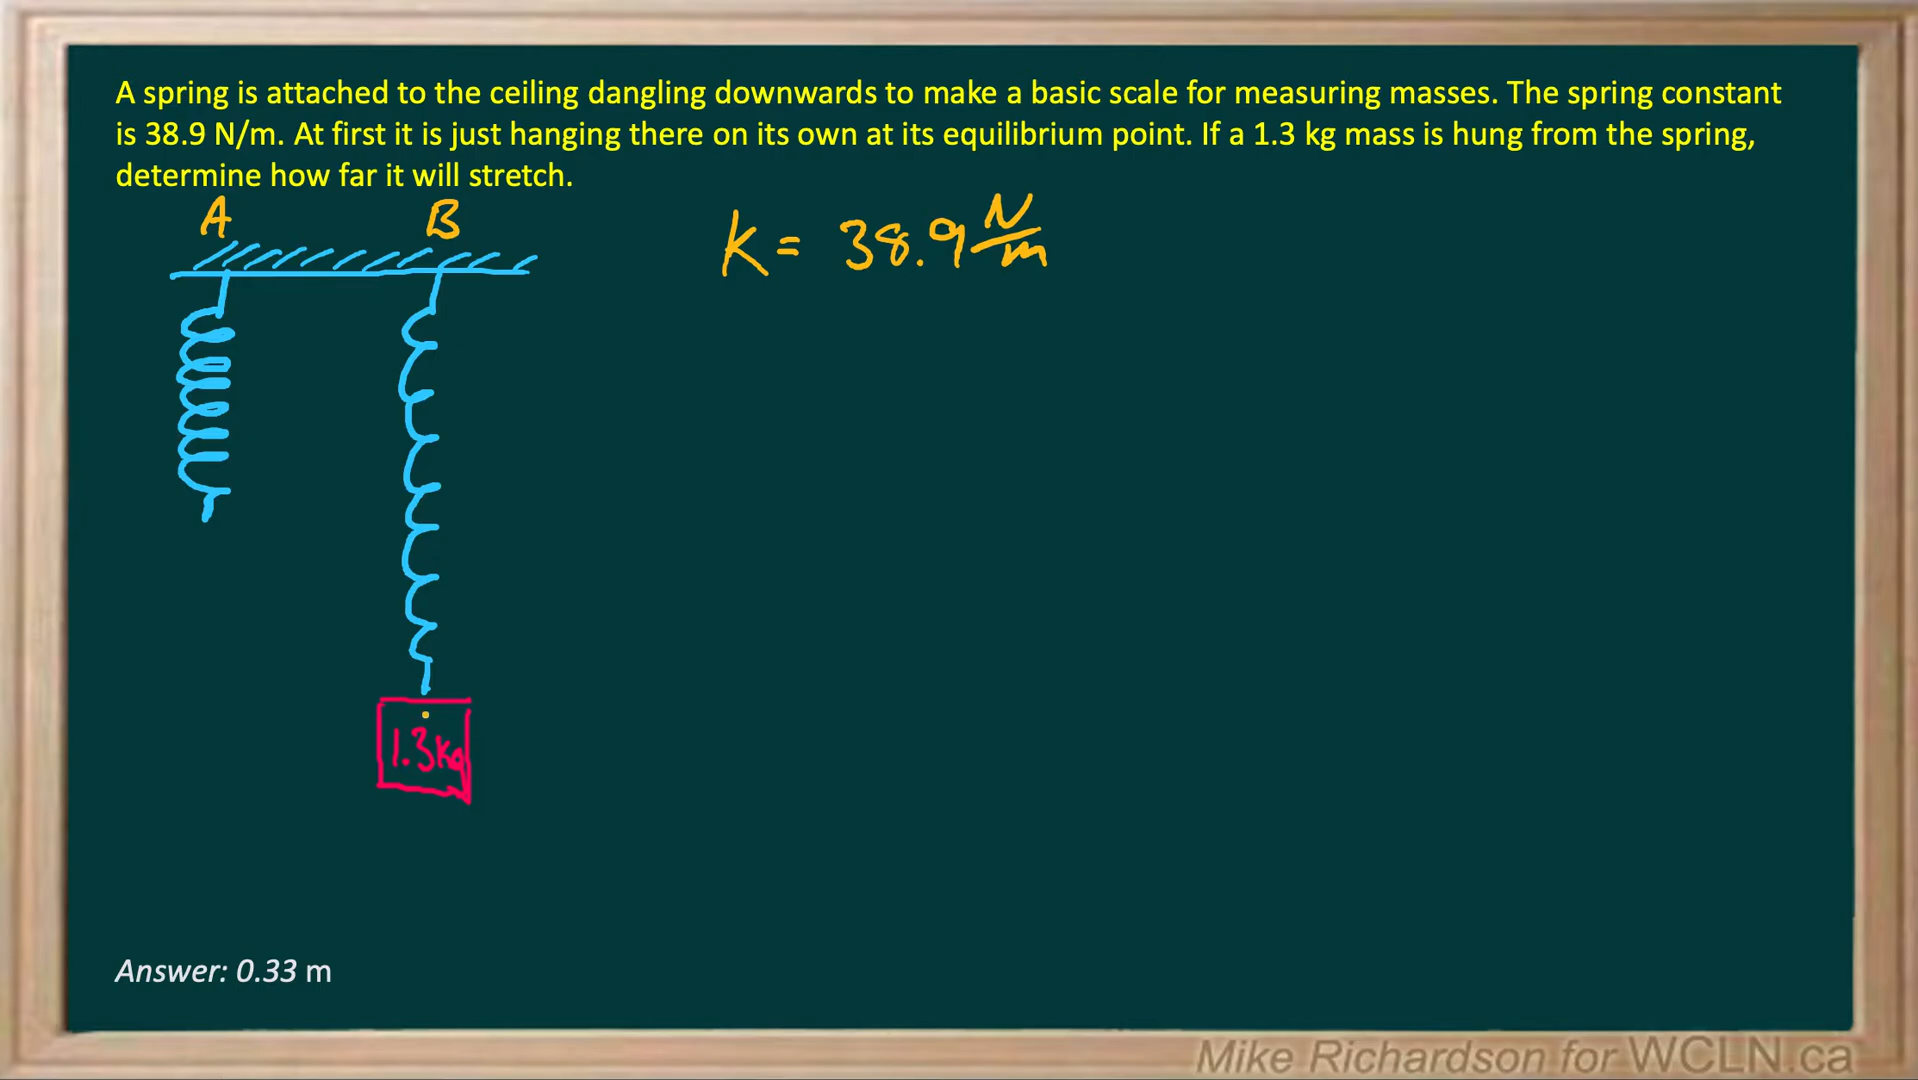 A spring is attached to the ceiling dangling downwards to make a basic scale for measuring masses. The spring constant
is 38.9 N/m. At first it is just hanging there on its own at its equilibrium point. If a 1.3 kg mass is hung from the spring,
determine how far it will stretch.
A B
K = 38.9 N/m
1.3kg
Answer: 0.33 m
Mike Richardson for WCLN.ca